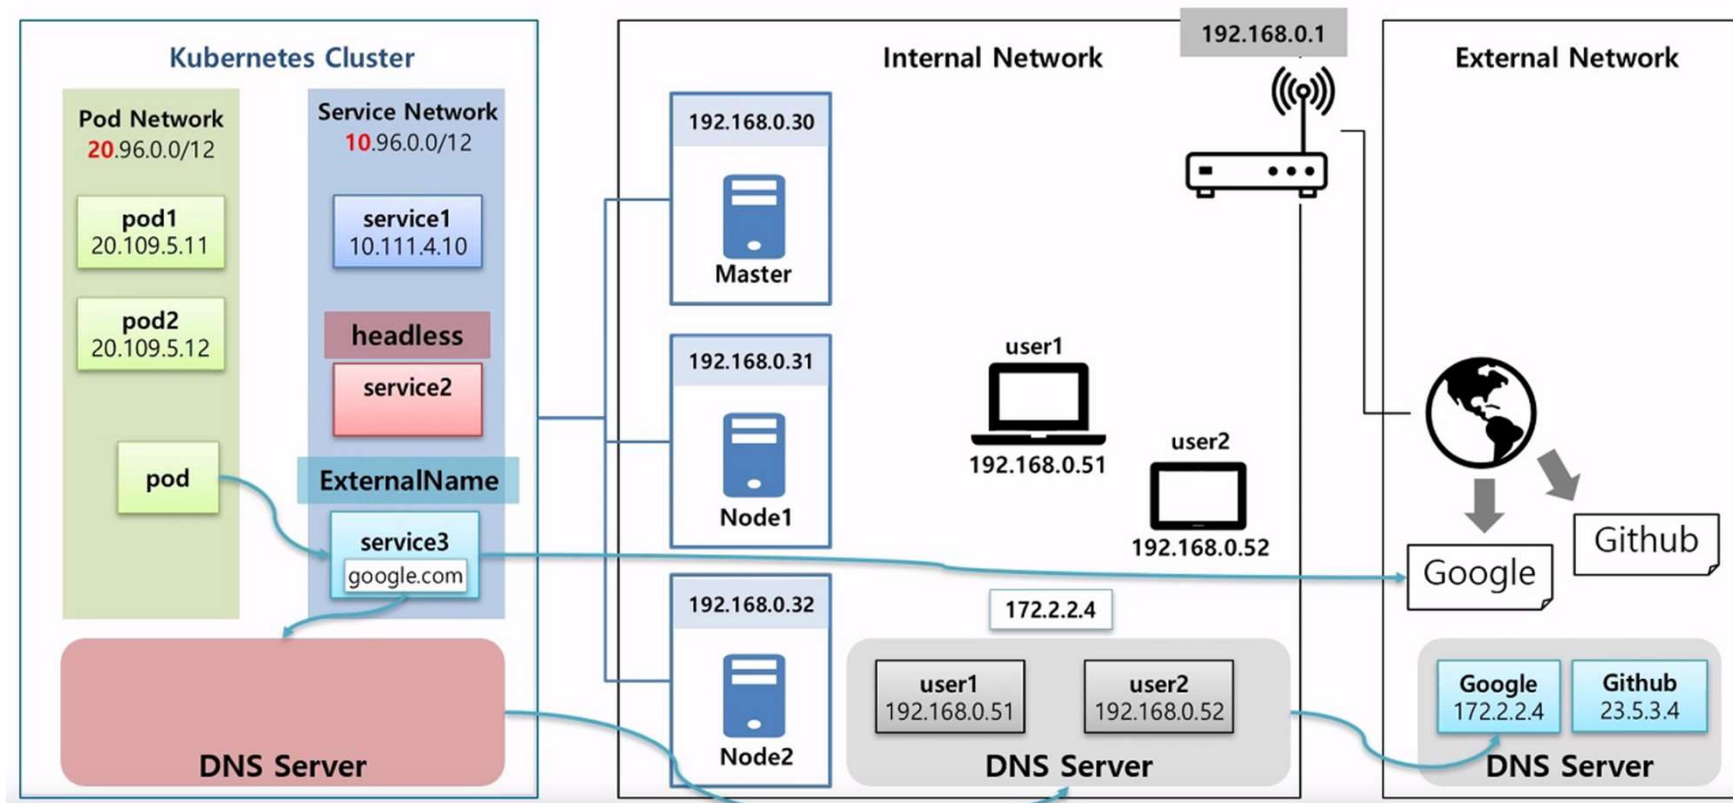 Kubernetes Cluster
Pod Network
20.96.0.0/12
pod1
20.109.5.11
pod2
20.109.5.12
pod
Service Network
10.96.0.0/12
service1
10.111.4.10
headless
service2
ExternalName
service3
google.com
DNS Server
Internal Network
192.168.0.1
192.168.0.30
Master
192.168.0.31
Node1
192.168.0.32
Node2
user1
192.168.0.51
user2
192.168.0.52
172.2.2.4
user1
192.168.0.51
user2
192.168.0.52
DNS Server
External Network
Google
Github
Google
172.2.2.4
Github
23.5.3.4
DNS Server